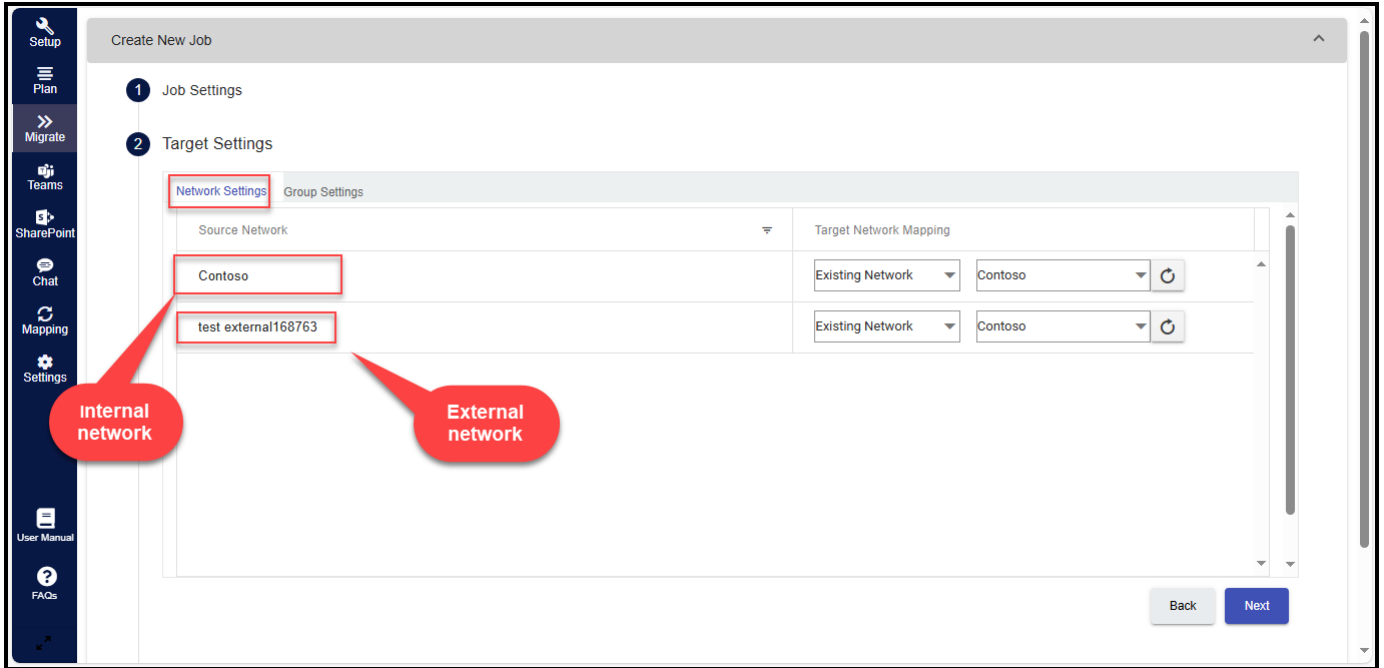 Setup
Plan
Migrate
Teams
SharePoint
Chat
Mapping
Settings
User Manual
FAQs
Create New Job
1 Job Settings
2 Target Settings
Network Settings Group Settings
Source Network Target Network Mapping
Contoso Existing Network Contoso
test external168763 Existing Network Contoso
Internal
network
External
network
Back Next